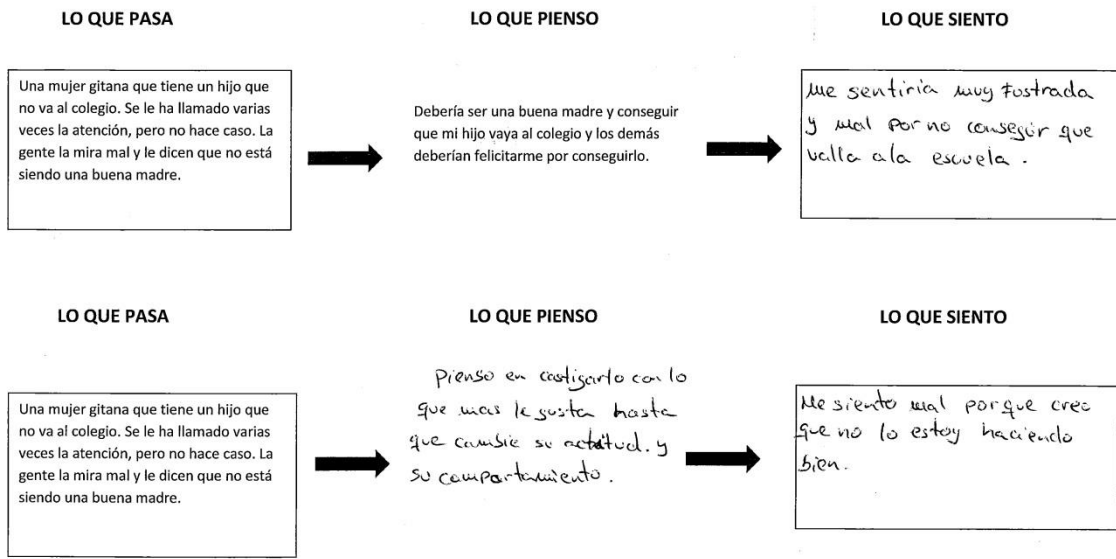 LO QUE PASA
LO QUE PIENSO
LO QUE SIENTO
Una mujer gitana que tiene un hijo que
no va al colegio. Se le ha llamado varias
veces la atención, pero no hace caso. La
gente la mira mal y le dicen que no está
siendo una buena madre.
Debería ser una buena madre y conseguir
que mi hijo vaya al colegio y los demás
deberían felicitarme por conseguirlo.
Me sentiria muy Fustrada
y mal por no conseguir que
valla a la escuela.
LO QUE PASA
LO QUE PIENSO
LO QUE SIENTO
Una mujer gitana que tiene un hijo que
no va al colegio. Se le ha llamado varias
veces la atención, pero no hace caso. La
gente la mira mal y le dicen que no está
siendo una buena madre.
Pienso en castigarlo con lo
que mas le gusta hasta
que cambie su actitud. y
su comportamiento.
Me siento mal porque creo
que no lo estoy haciendo
bien.